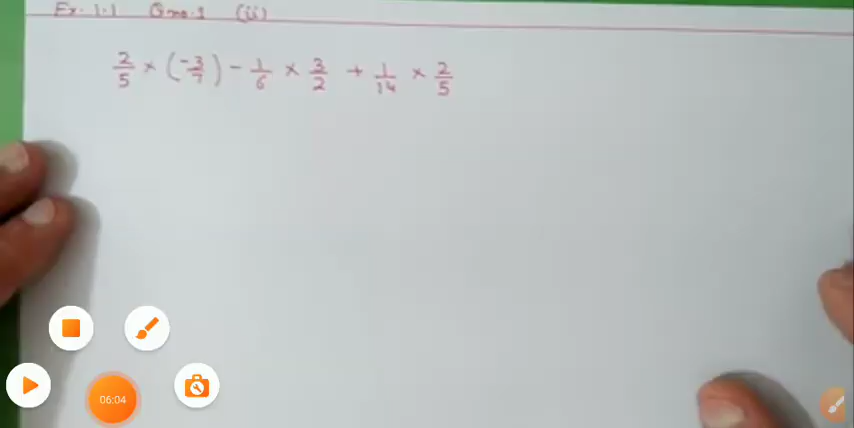 Ex. 1.1 Q no. 1 (ii)
2/5 × (-3/7) - 1/6 × 3/2 + 1/14 × 2/5
06:04